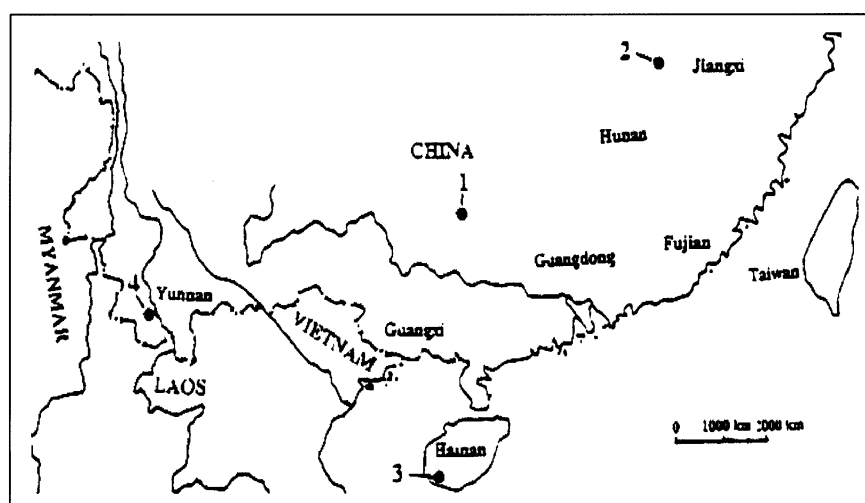 2
Jiangxi
Hunan
CHINA
1
MYANMAR
Guangdong
Fujian
Taiwan
4
Yunnan
VIETNAM
Guangxi
LAOS
0 1000 km 2000 km
Hainan
3